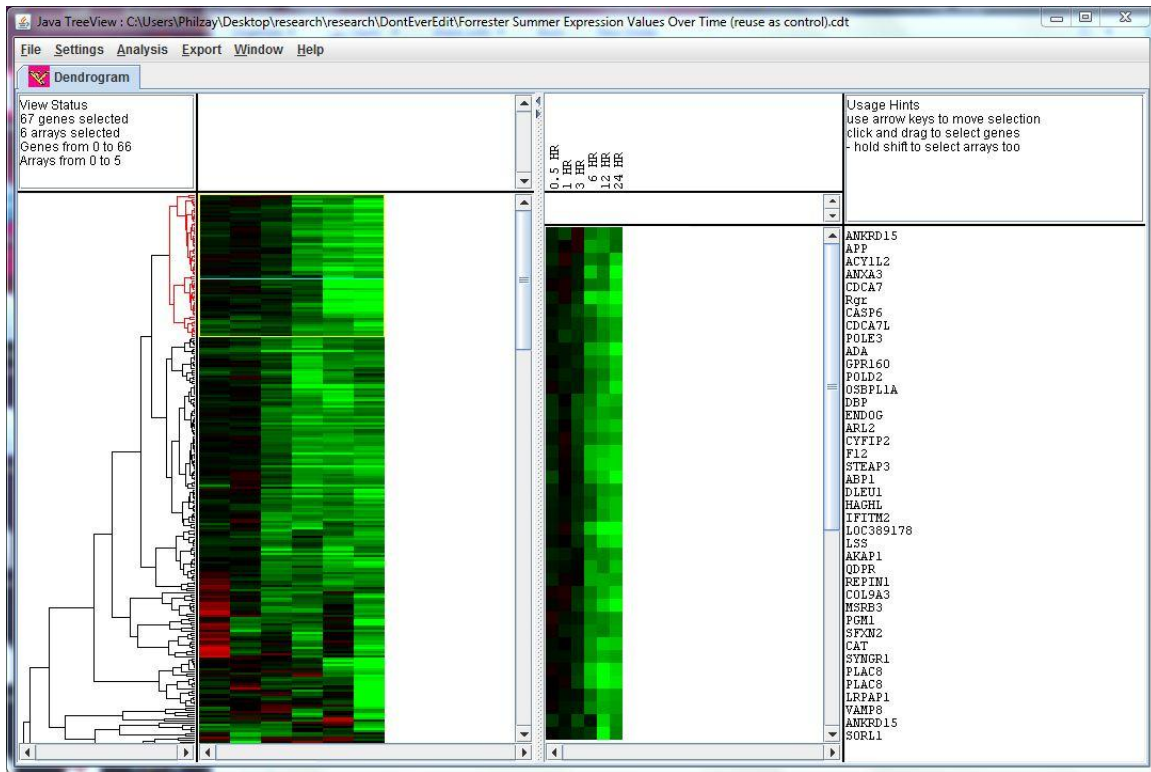 Java TreeView : C:\Users\Philzay\Desktop\research\research\DontEverEdit\Forrester Summer Expression Values Over Time (reuse as control).cdt
File Settings Analysis Export Window Help
Dendrogram
View Status
67 genes selected
6 arrays selected
Genes from 0 to 66
Arrays from 0 to 5
0.5 HR
1 HR
3 HR
6 HR
12 HR
24 HR
Usage Hints
use arrow keys to move selection
click and drag to select genes
- hold shift to select arrays too
ANKRD15
APP
ACY1L2
ANXA3
CDCA7
Rgr
CASP6
CDCA7L
POLE3
ADA
GPR160
POLD2
OSBPL1A
DBP
ENDOG
ARL2
CYFIP2
F12
STEAP3
ABP1
DLEU1
HAGHL
IFITM2
LOC389178
LSS
AKAP1
QDPR
REPIN1
COL9A3
MSRB3
PGM1
SFXN2
CAT
SYNGR1
PLAC8
PLAC8
LRPAP1
VAMP8
ANKRD15
SORL1